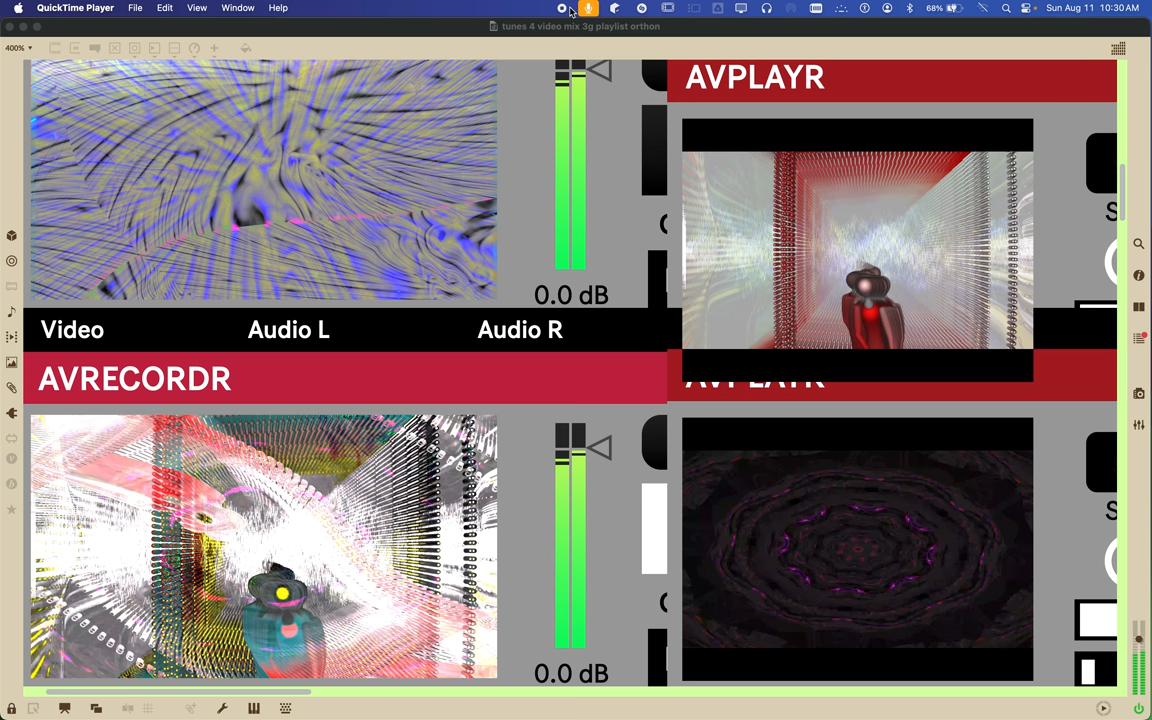 QuickTime Player File Edit View Window Help 68% Sun Aug 11 10:30 AM
tunes 4 video mix 3g playlist orthon
400%
AVPLAYR
S
0.0 dB
Video Audio L Audio R
AVRECORDR
AVPLAYR
S
0.0 dB